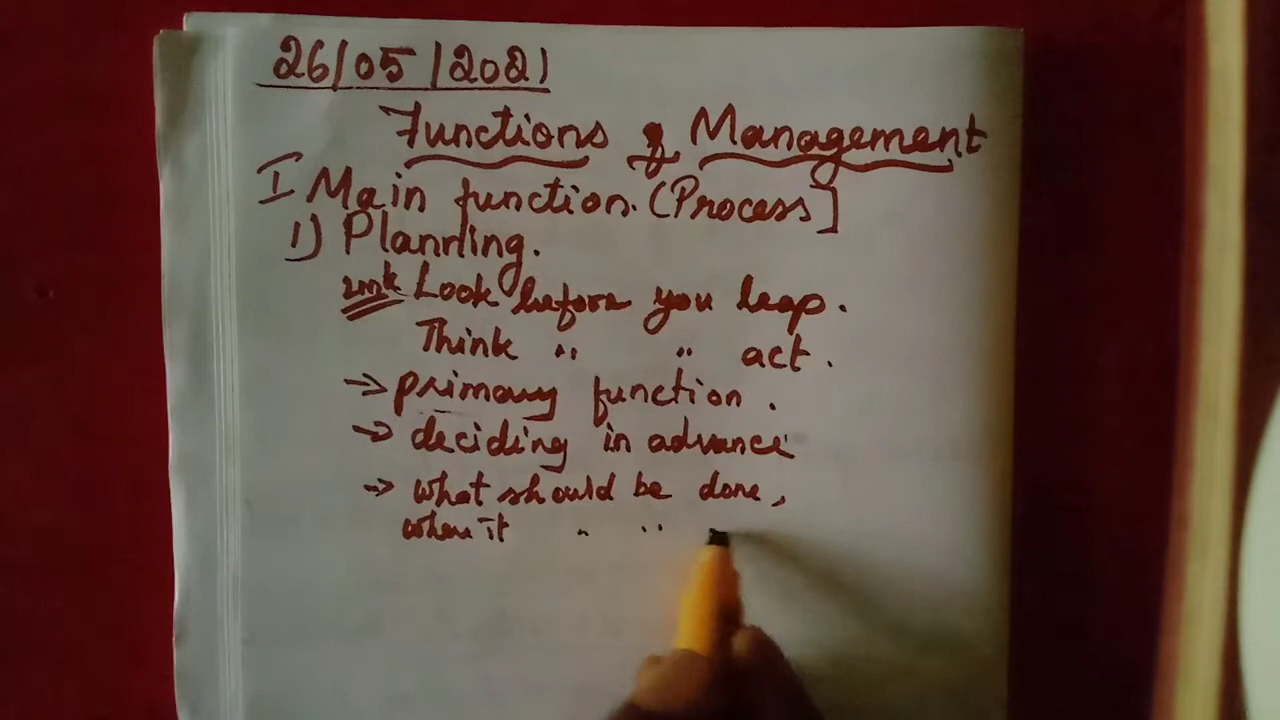 26/05/2021
Functions of Management
I Main function. (Process]
1) Planning.
2mk Look before you leap.
Think " " act.
→ primary function.
→ deciding in advance
→ what should be done,
when it " "